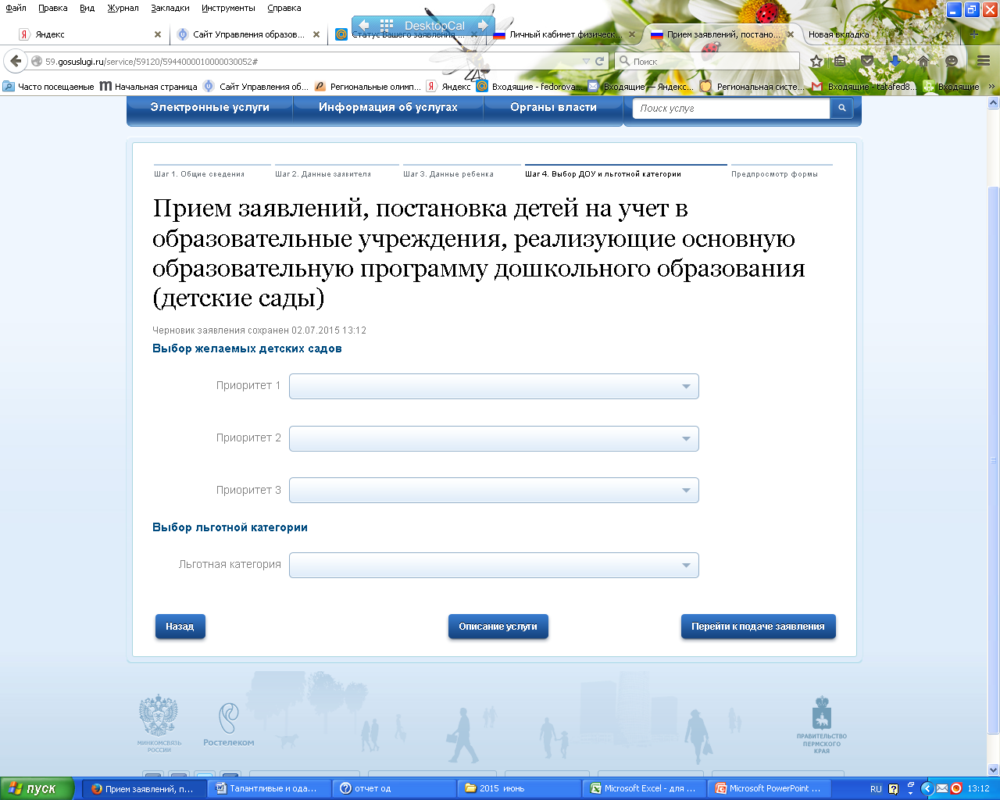 Файл Правка Вид Журнал Закладки Инструменты Справка
DesktopCal
Яндекс
Сайт Управления образов...
Статус Вашего заявления ...
Личный кабинет физическ...
Прием заявлений, постано...
Новая вкладка
59.gosuslugi.ru/service/59120/5944000010000030052#
Поиск
Часто посещаемые
Начальная страница
Сайт Управления об...
Региональные олимп...
Яндекс
Входящие - fedorova...
Входящие — Яндекс...
Региональная систе...
Входящие - tatafed8...
Входящие
Электронные услуги
Информация об услугах
Органы власти
Поиск услуг
Шаг 1. Общие сведения
Шаг 2. Данные заявителя
Шаг 3. Данные ребенка
Шаг 4. Выбор ДОУ и льготной категории
Предпросмотр формы
Прием заявлений, постановка детей на учет в
образовательные учреждения, реализующие основную
образовательную программу дошкольного образования
(детские сады)
Черновик заявления сохранен 02.07.2015 13:12
Выбор желаемых детских садов
Приоритет 1
Приоритет 2
Приоритет 3
Выбор льготной категории
Льготная категория
Назад
Описание услуги
Перейти к подаче заявления
МИНКОМСВЯЗЬ
РОССИИ
Ростелеком
ПРАВИТЕЛЬСТВО
ПЕРМСКОГО
КРАЯ
пуск
Прием заявлений, п...
Талантливые и ода...
отчет од
2015 июнь
Microsoft Excel - для ...
Microsoft PowerPoint ...
RU
13:12